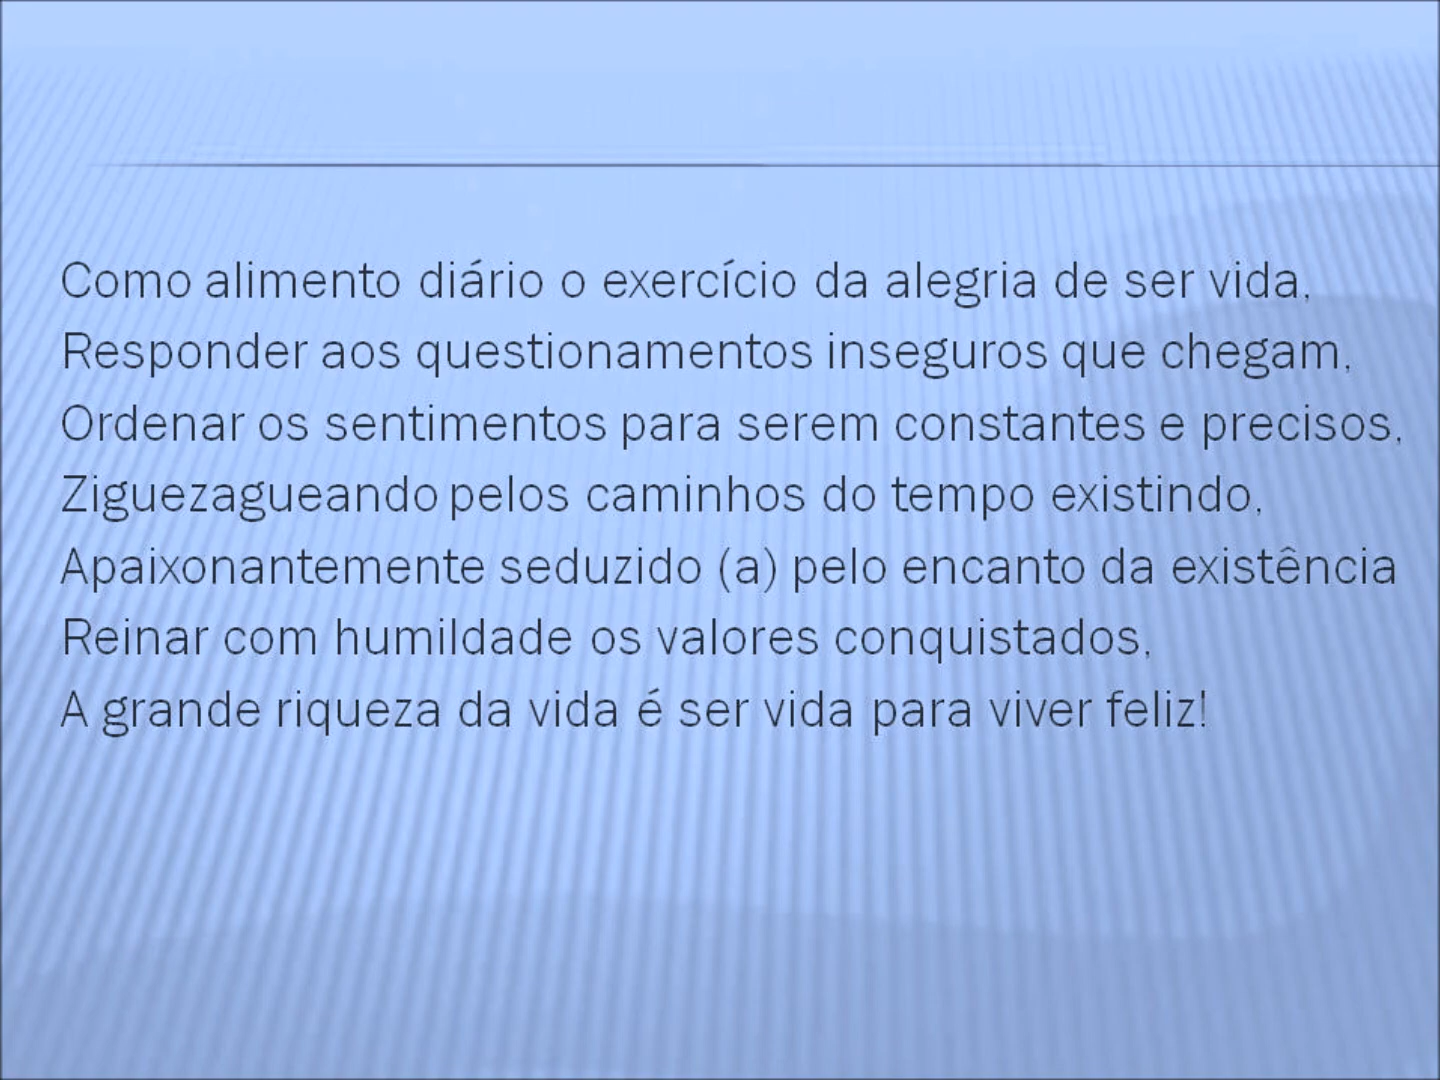 Como alimento diário o exercício da alegria de ser vida,
Responder aos questionamentos inseguros que chegam,
Ordenar os sentimentos para serem constantes e precisos,
Ziguezagueando pelos caminhos do tempo existindo,
Apaixonantemente seduzido (a) pelo encanto da existência
Reinar com humildade os valores conquistados,
A grande riqueza da vida é ser vida para viver feliz!